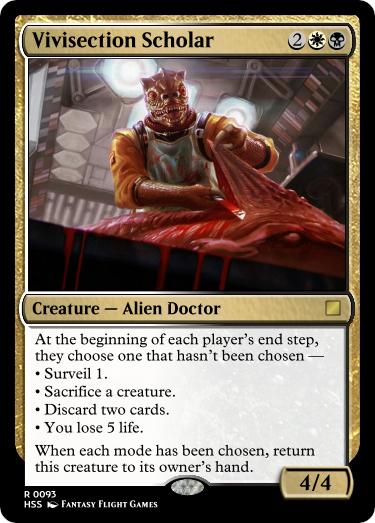 Vivisection Scholar 2
Creature — Alien Doctor
At the beginning of each player's end step,
they choose one that hasn't been chosen —
• Surveil 1.
• Sacrifice a creature.
• Discard two cards.
• You lose 5 life.
When each mode has been chosen, return
this creature to its owner's hand.
4/4
R 0093
HSS Fantasy Flight Games